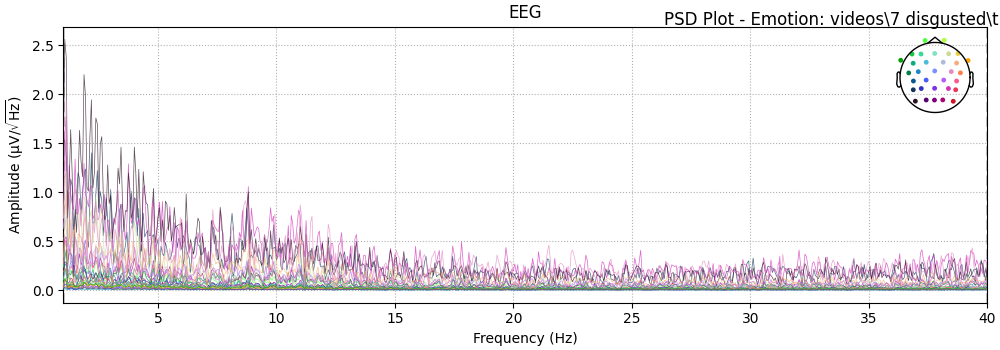 EEG
PSD Plot - Emotion: videos\7 disgusted\t
Amplitude (µV/√Hz)
2.5
2.0
1.5
1.0
0.5
0.0
5 10 15 20 25 30 35 40
Frequency (Hz)